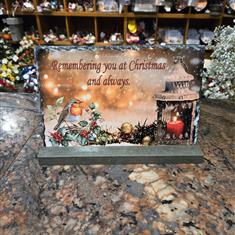 Remembering you at Christmas
and always.